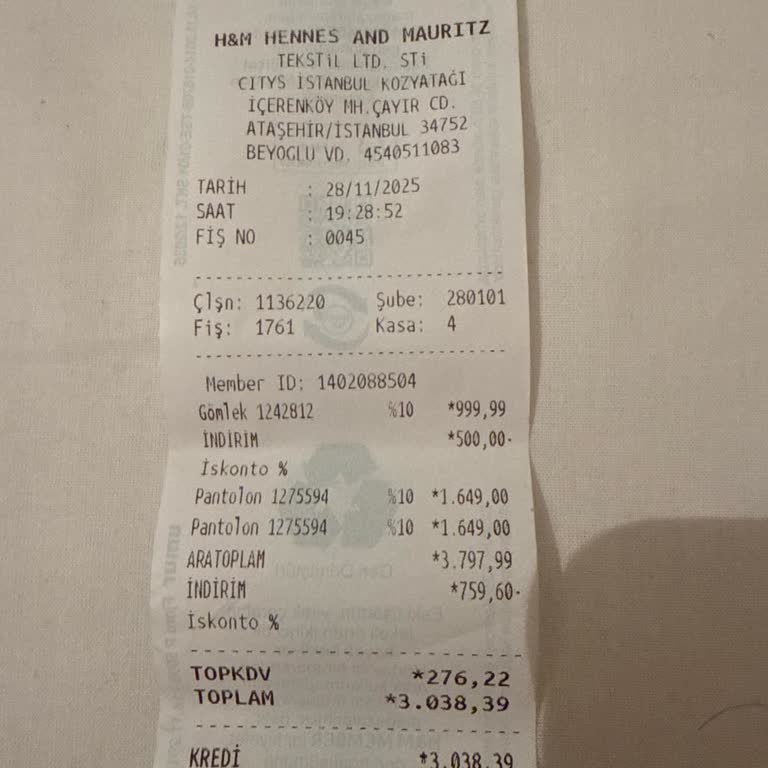 H&M HENNES AND MAURITZ
TEKSTiL LTD. STi
CITYS İSTANBUL KOZYATAĞI
İÇERENKÖY MH.ÇAYIR CD.
ATAŞEHİR/İSTANBUL 34752
BEYOGLU VD. 4540511083
TARİH : 28/11/2025
SAAT : 19:28:52
FİŞ NO : 0045
Çlşn: 1136220 Şube: 280101
Fiş: 1761 Kasa: 4
Member ID: 1402088504
Gömlek 1242812 %10 *999,99
İNDİRİM *500,00-
İskonto %
Pantolon 1275594 %10 *1.649,00
Pantolon 1275594 %10 *1.649,00
ARATOPLAM *3.797,99
İNDİRİM *759,60-
İskonto %
TOPKDV *276,22
TOPLAM *3.038,39
KREDİ *3.038,39